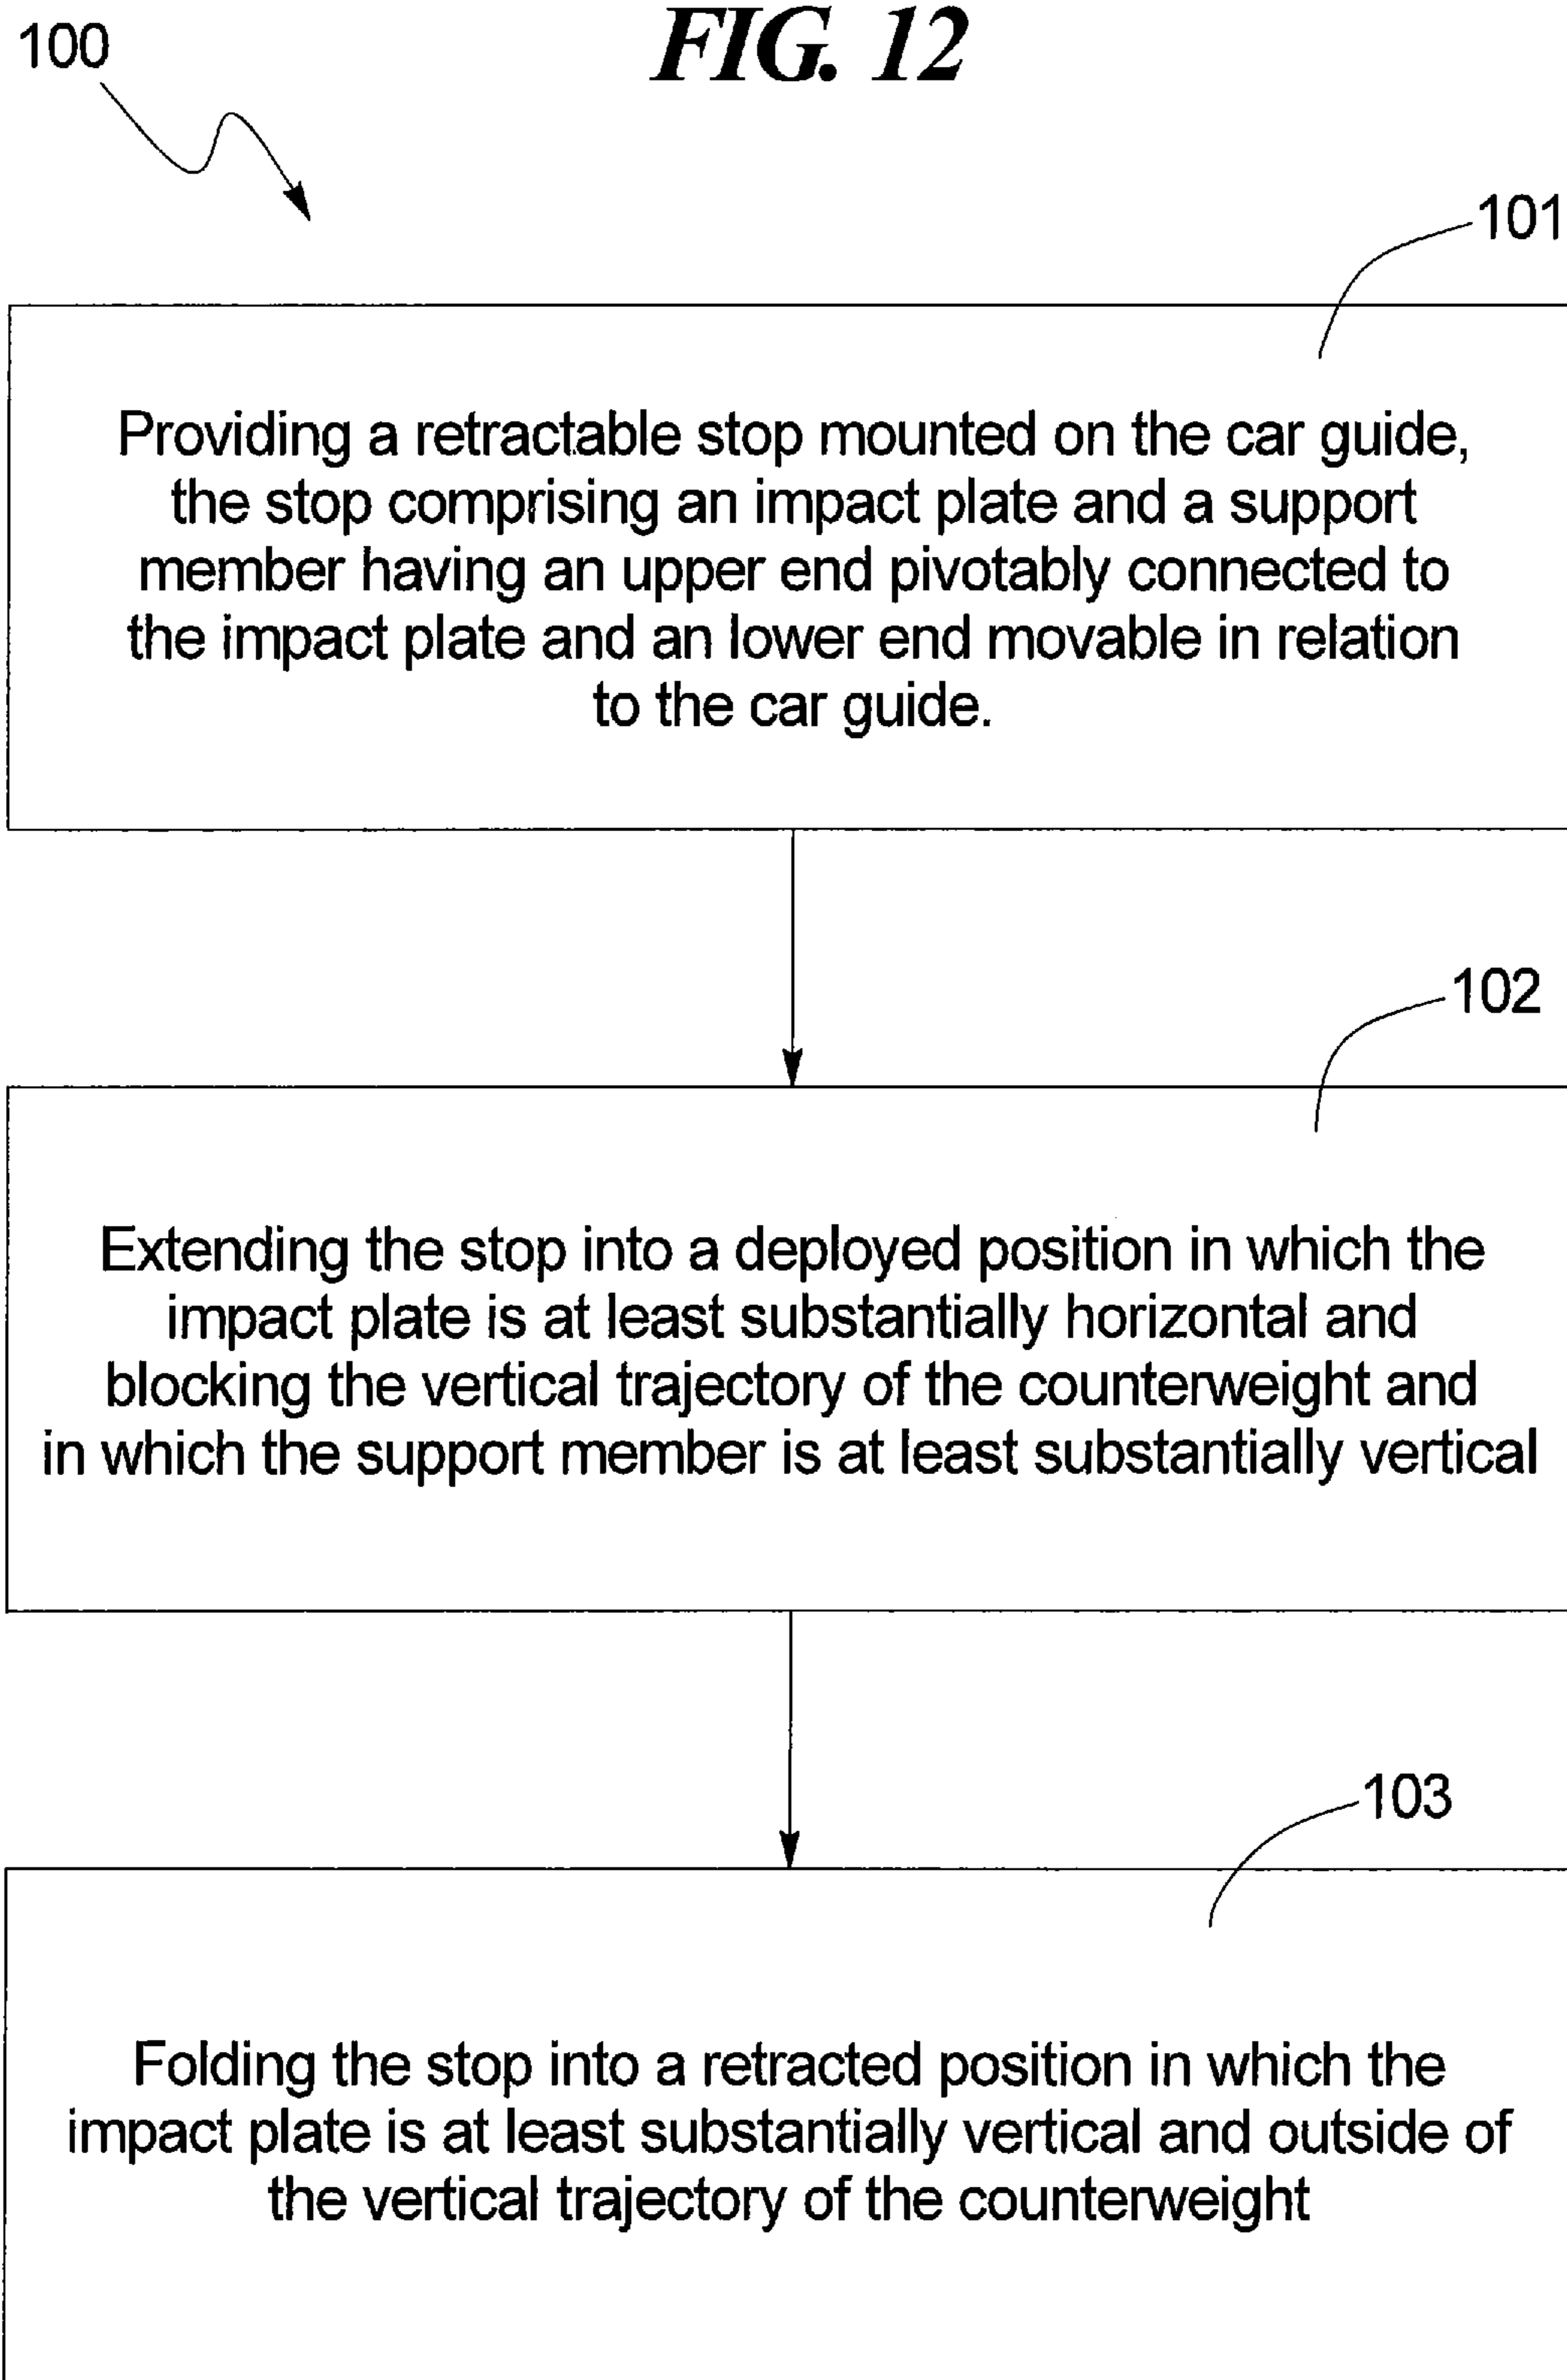 FIG. 12
100
101
Providing a retractable stop mounted on the car guide,
the stop comprising an impact plate and a support
member having an upper end pivotably connected to
the impact plate and an lower end movable in relation
to the car guide.
102
Extending the stop into a deployed position in which the
impact plate is at least substantially horizontal and
blocking the vertical trajectory of the counterweight and
in which the support member is at least substantially vertical
103
Folding the stop into a retracted position in which the
impact plate is at least substantially vertical and outside of
the vertical trajectory of the counterweight